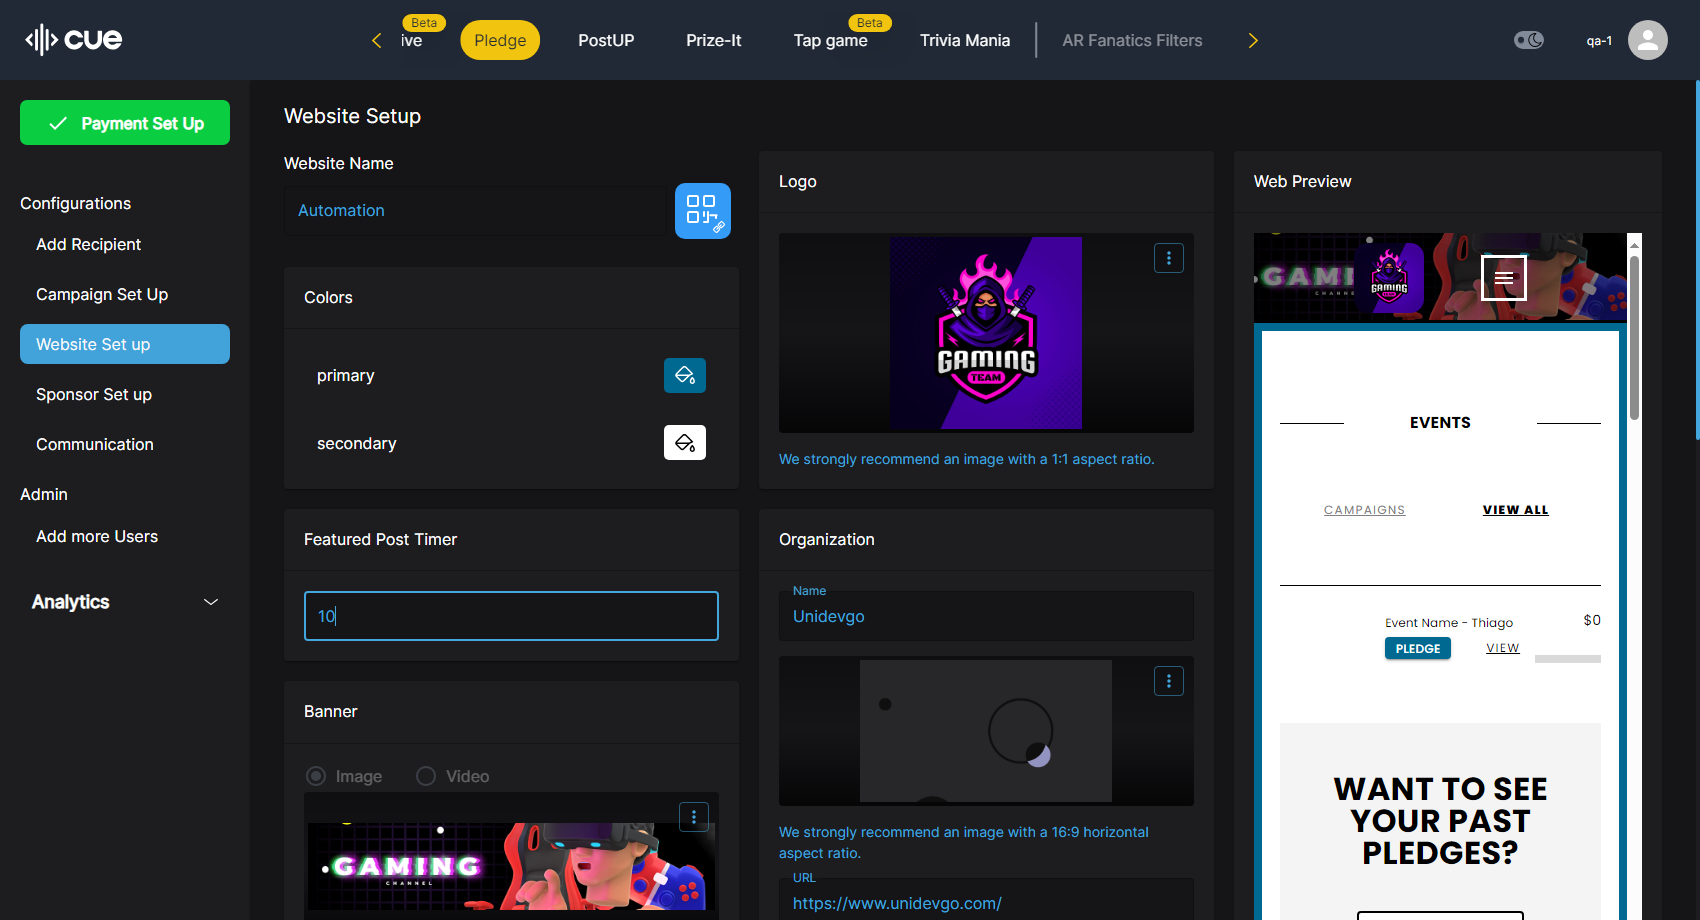 cue
Beta
ive
Pledge
PostUP
Prize-It
Beta
Tap game
Trivia Mania
AR Fanatics Filters
qa-1
Payment Set Up
Configurations
Add Recipient
Campaign Set Up
Website Set up
Sponsor Set up
Communication
Admin
Add more Users
Analytics
Website Setup
Website Name
Automation
Colors
primary
secondary
Featured Post Timer
10
Banner
Image
Video
GAMING
CHANNEL
Logo
GAMING
TEAM
We strongly recommend an image with a 1:1 aspect ratio.
Organization
Name
Unidevgo
We strongly recommend an image with a 16:9 horizontal
aspect ratio.
URL
https://www.unidevgo.com/
Web Preview
GAMI
CHANN
GAMING
TEAM
EVENTS
CAMPAIGNS
VIEW ALL
Event Name - Thiago
$0
PLEDGE
VIEW
WANT TO SEE
YOUR PAST
PLEDGES?